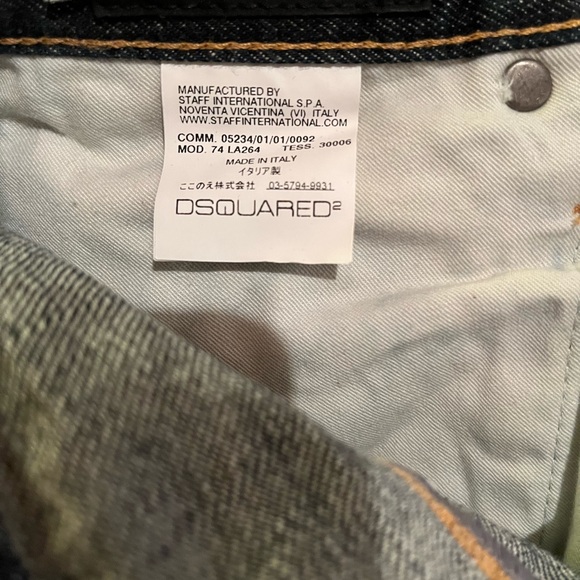 MANUFACTURED BY
STAFF INTERNATIONAL S.P.A.
NOVENTA VICENTINA (VI) ITALY
WWW.STAFFINTERNATIONAL.COM
COMM. 05234/01/01/0092
MOD. 74 LA264 TESS. 30006
MADE IN ITALY
イタリア製
ここのえ株式会社 03-5794-9931
DSQUARED2